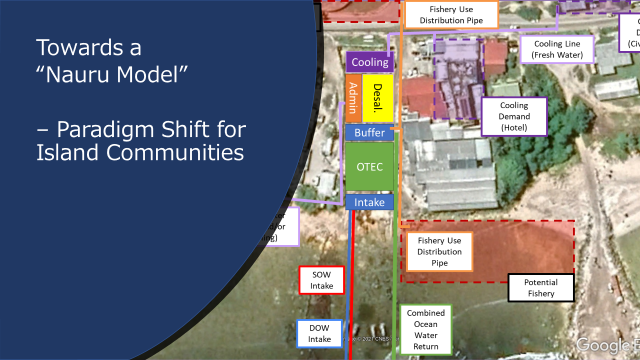 Towards a
“Nauru Model”
– Paradigm Shift for
Island Communities
Fishery Use
Distribution Pipe
Cooling Line
(Fresh Water)
Cooling
Admin
Desal.
Cooling
Demand
(Hotel)
Buffer
OTEC
Intake
Fishery Use
Distribution
Pipe
SOW
Intake
Potential
Fishery
DOW
Intake
Combined
Ocean
Water
Return
Google